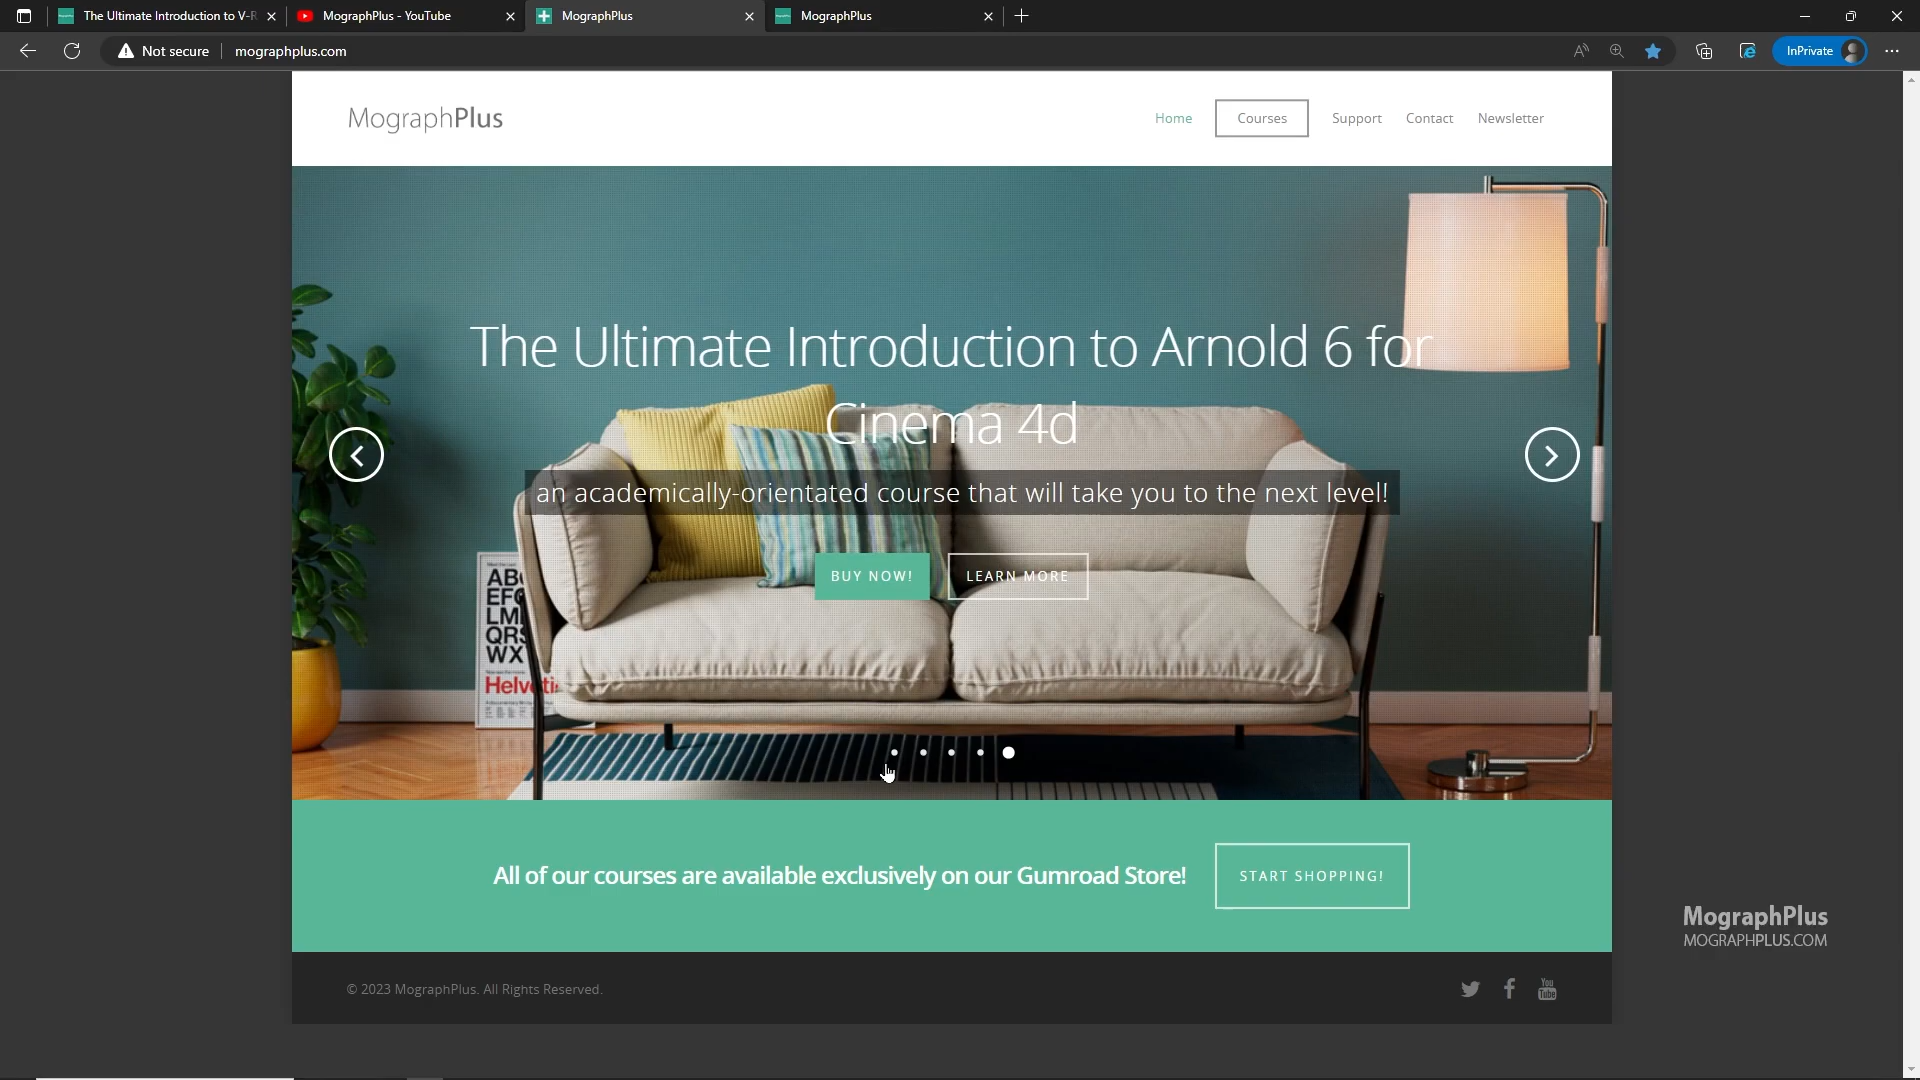 The Ultimate Introduction to V-R
MographPlus - YouTube
MographPlus
MographPlus
Not secure
mographplus.com
InPrivate
MographPlus
Home
Courses
Support
Contact
Newsletter
The Ultimate Introduction to Arnold 6 for
Cinema 4d
an academically-orientated course that will take you to the next level!
BUY NOW!
LEARN MORE
Helveti
All of our courses are available exclusively on our Gumroad Store!
START SHOPPING!
MographPlus
MOGRAPHPLUS.COM
© 2023 MographPlus. All Rights Reserved.
You
Tube